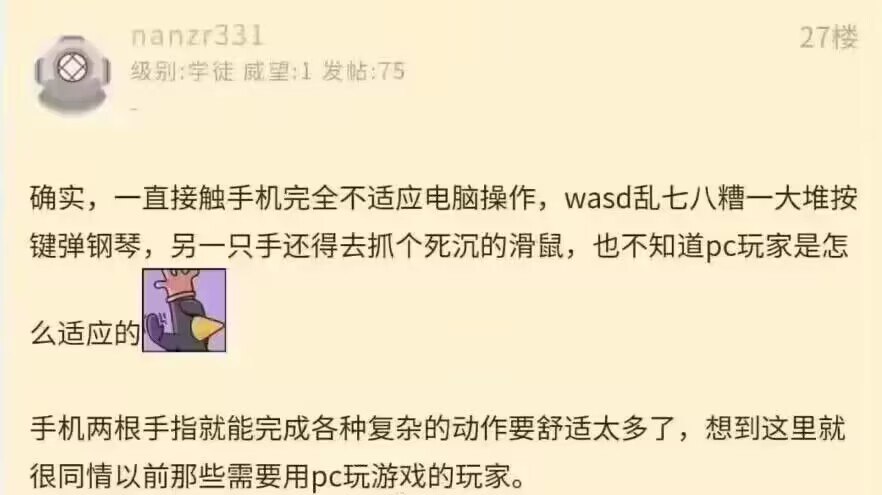 nanzr331
27楼
级别:学徒 威望:1 发帖:75
确实，一直接触手机完全不适应电脑操作，wasd乱七八糟一大堆按
键弹钢琴，另一只手还得去抓个死沉的滑鼠，也不知道pc玩家是怎
么适应的
手机两根手指就能完成各种复杂的动作要舒适太多了，想到这里就
很同情以前那些需要用pc玩游戏的玩家。